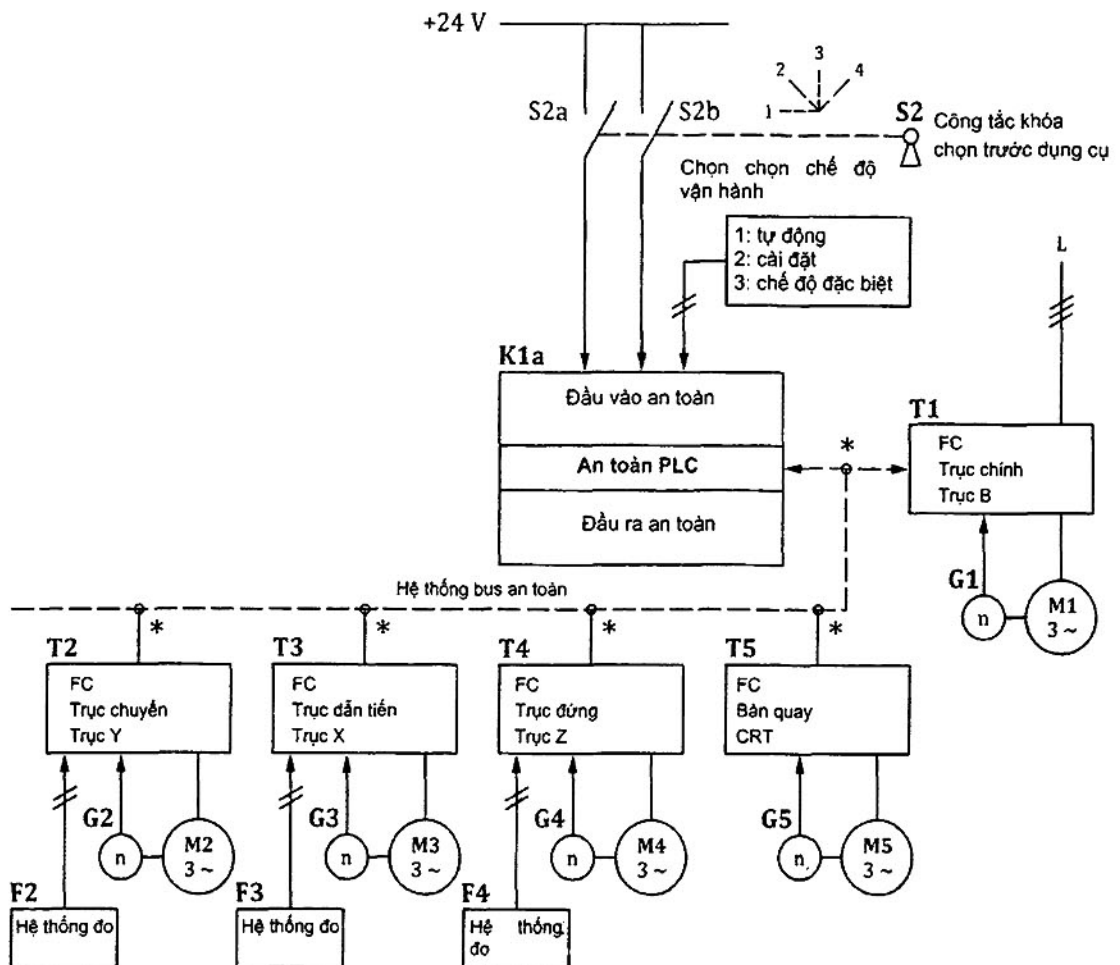 +24 V
3
2
4
1
S2a
S2b
S2
Công tắc khóa
chọn trước dụng cụ
Chọn chọn chế độ
vận hành
1: tự động
2: cài đặt
3: chế độ đặc biệt
L
K1a
Đầu vào an toàn
An toàn PLC
Đầu ra an toàn
*
T1
FC
Trục chính
Trục B
G1
n
M1
3 ~
Hệ thống bus an toàn
*
*
*
*
T2
FC
Trục chuyển
Trục Y
T3
FC
Trục dẫn tiến
Trục X
T4
FC
Trục đứng
Trục Z
T5
FC
Bàn quay
CRT
G2
n
M2
3 ~
G3
n
M3
3 ~
G4
n
M4
3 ~
G5
n
M5
3 ~
F2
Hệ thống đo
F3
Hệ thống đo
F4
Hệ thống
đo